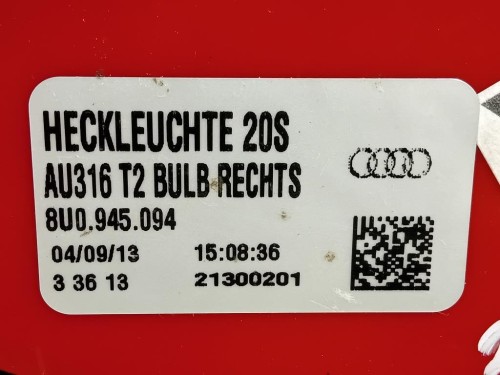 HECKLEUCHTE 20S
AU316 T2 BULB RECHTS
8U0.945.094
04/09/13 15:08:36
3 36 13 21300201